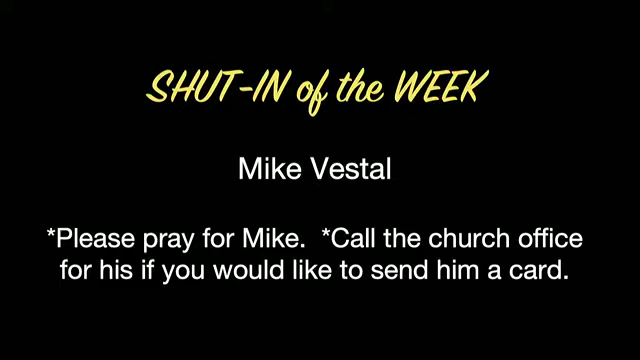 SHUT-IN of the WEEK
Mike Vestal
*Please pray for Mike.  *Call the church office
for his if you would like to send him a card.